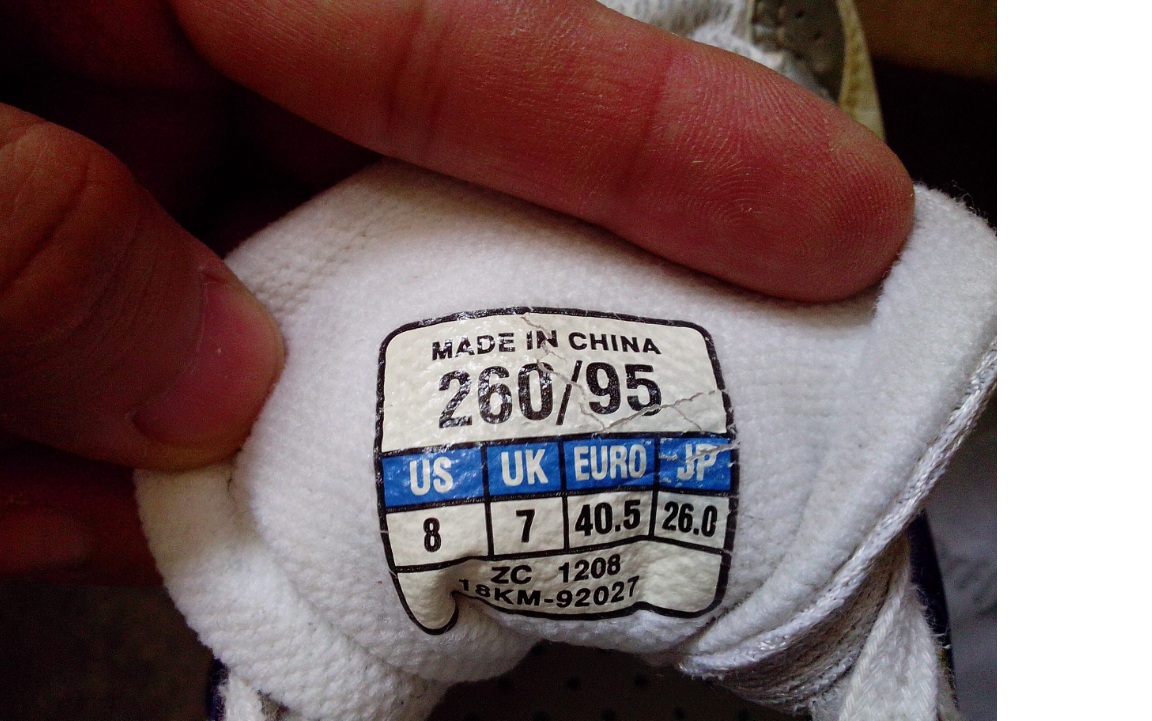 MADE IN CHINA
260/95
US UK EURO JP
8 7 40.5 26.0
ZC 1208
18KM-92027